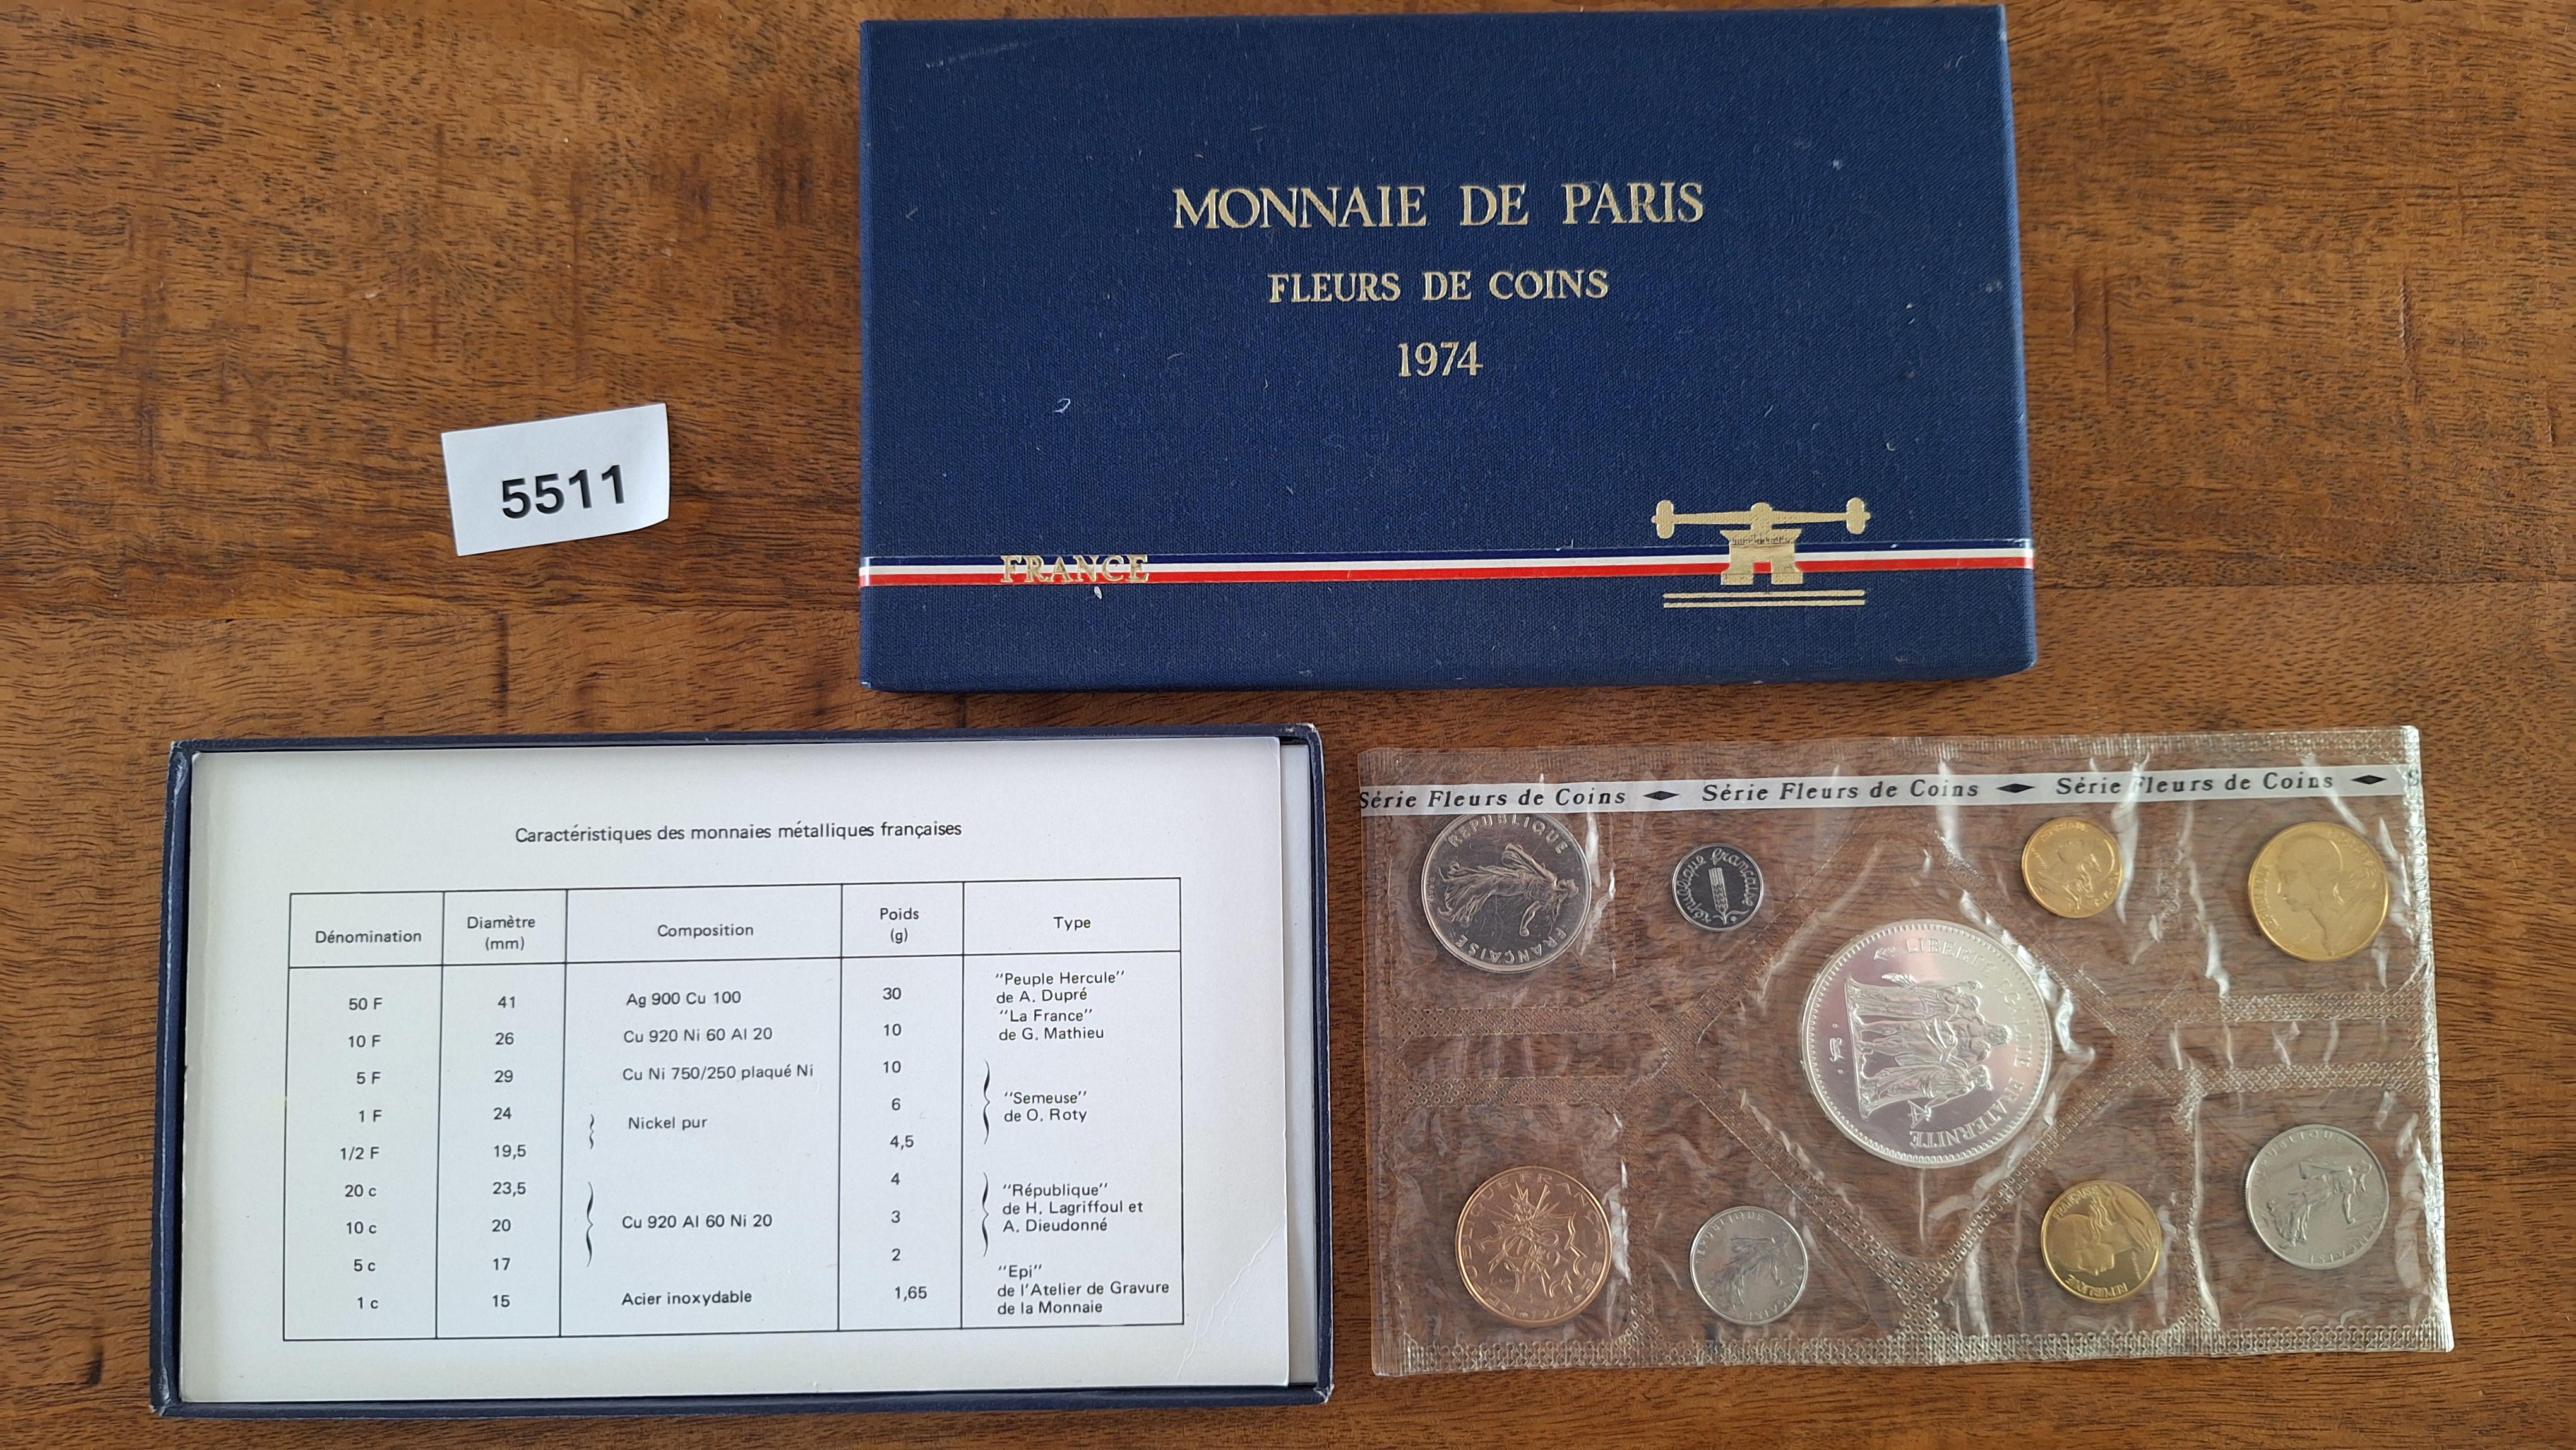 MONNAIE DE PARIS
FLEURS DE COINS
1974
FRANCE
5511
Caractéristiques des monnaies métalliques françaises
Dénomination Diamètre (mm) Composition Poids (g) Type
50 F 41 Ag 900 Cu 100 30 "Peuple Hercule" de A. Dupré
10 F 26 Cu 920 Ni 60 Al 20 10 "La France" de G. Mathieu
5 F 29 Cu Ni 750/250 plaqué Ni 10
1 F 24 Nickel pur 6 "Semeuse" de O. Roty
1/2 F 19,5 4,5
20 c 23,5 4 "République" de H. Lagriffoul et A. Dieudonné
10 c 20 Cu 920 Al 60 Ni 20 3
5 c 17 2
1 c 15 Acier inoxydable 1,65 "Epi" de l'Atelier de Gravure de la Monnaie
Série Fleurs de Coins Série Fleurs de Coins Série Fleurs de Coins S
REPUBLIQUE FRANÇAISE
république française
LIBERTE EGALITE FRATERNITE